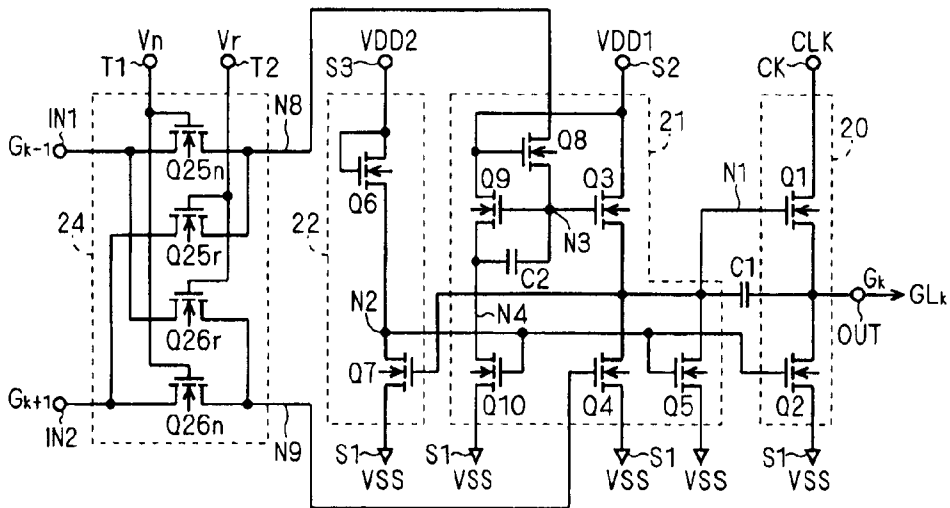 Vn Vr VDD2 VDD1 CLK
T1 T2 S3 S2 CK
IN1 N8 21 20
Gk-1 Q8
Q25n Q6 Q9 Q3 N1 Q1
24 22
Q25r N3
C2 C1 Gk
GLk
Q26r N2 N4 OUT
Q7
Gk+1 Q26n Q10 Q4 Q5 Q2
IN2 N9
S1 S1 S1 S1
VSS VSS VSS VSS VSS